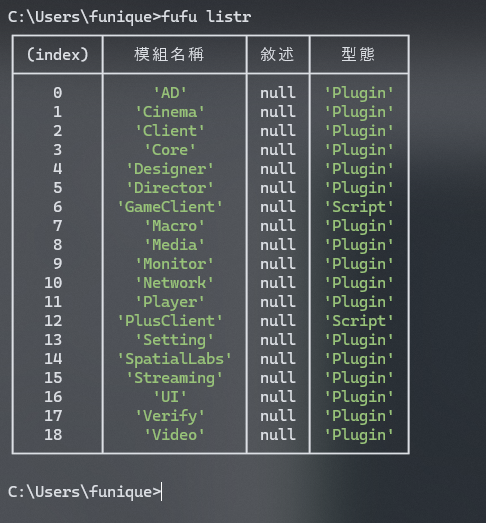 C:\Users\funique>fufu listr
(index) 模組名稱 敘述 型態
0 'AD' null 'Plugin'
1 'Cinema' null 'Plugin'
2 'Client' null 'Plugin'
3 'Core' null 'Plugin'
4 'Designer' null 'Plugin'
5 'Director' null 'Plugin'
6 'GameClient' null 'Script'
7 'Macro' null 'Plugin'
8 'Media' null 'Plugin'
9 'Monitor' null 'Plugin'
10 'Network' null 'Plugin'
11 'Player' null 'Plugin'
12 'PlusClient' null 'Script'
13 'Setting' null 'Plugin'
14 'SpatialLabs' null 'Plugin'
15 'Streaming' null 'Plugin'
16 'UI' null 'Plugin'
17 'Verify' null 'Plugin'
18 'Video' null 'Plugin'
C:\Users\funique>